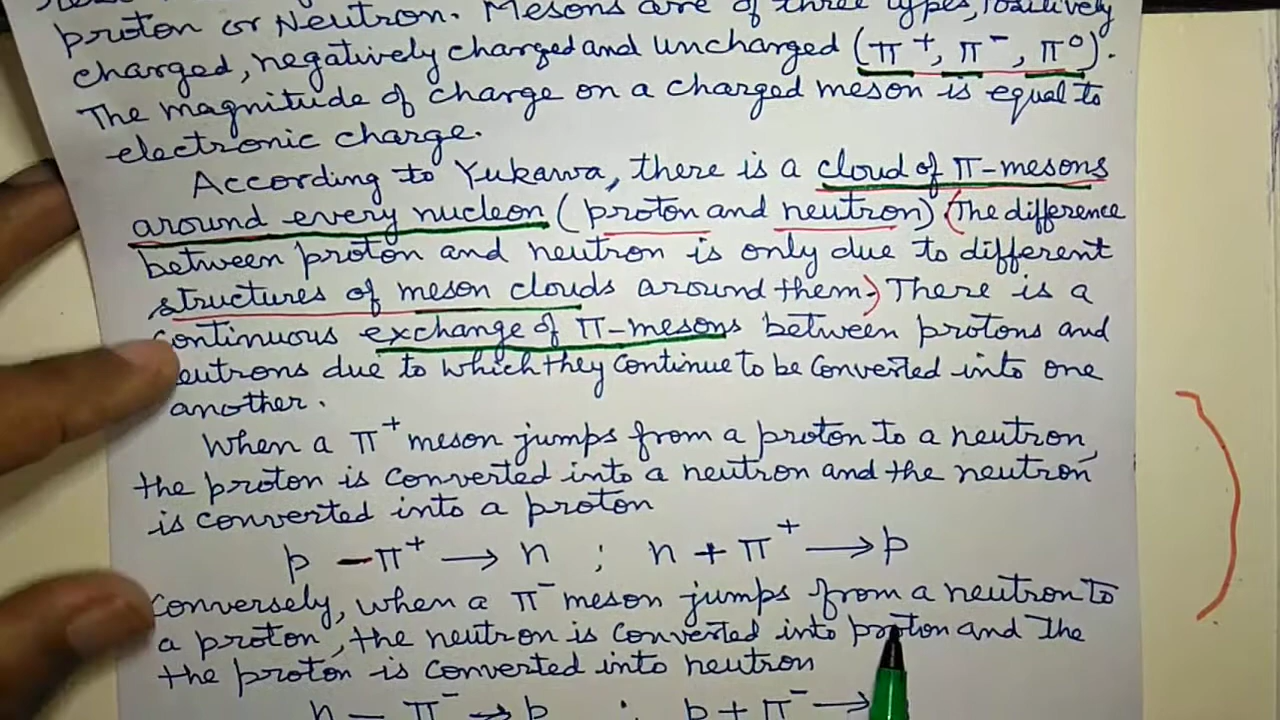 proton or Neutron. Mesons are of three types, Positively
charged, negatively charged and uncharged (π⁺, π⁻, π⁰).
The magnitude of charge on a charged meson is equal to
electronic charge.
According to Yukawa, there is a cloud of π-mesons
around every nucleon (proton and neutron) (The difference
between proton and neutron is only due to different
structures of meson clouds around them.) There is a
continuous exchange of π-mesons between protons and
neutrons due to which they continue to be converted into one
another.
When a π⁺ meson jumps from a proton to a neutron,
the proton is converted into a neutron and the neutron
is converted into a proton
p - π⁺ → n ; n + π⁺ → p
Conversely, when a π⁻ meson jumps from a neutron to
a proton, the neutron is converted into proton and the
the proton is converted into neutron
n - π⁻ → p ; p + π⁻ →